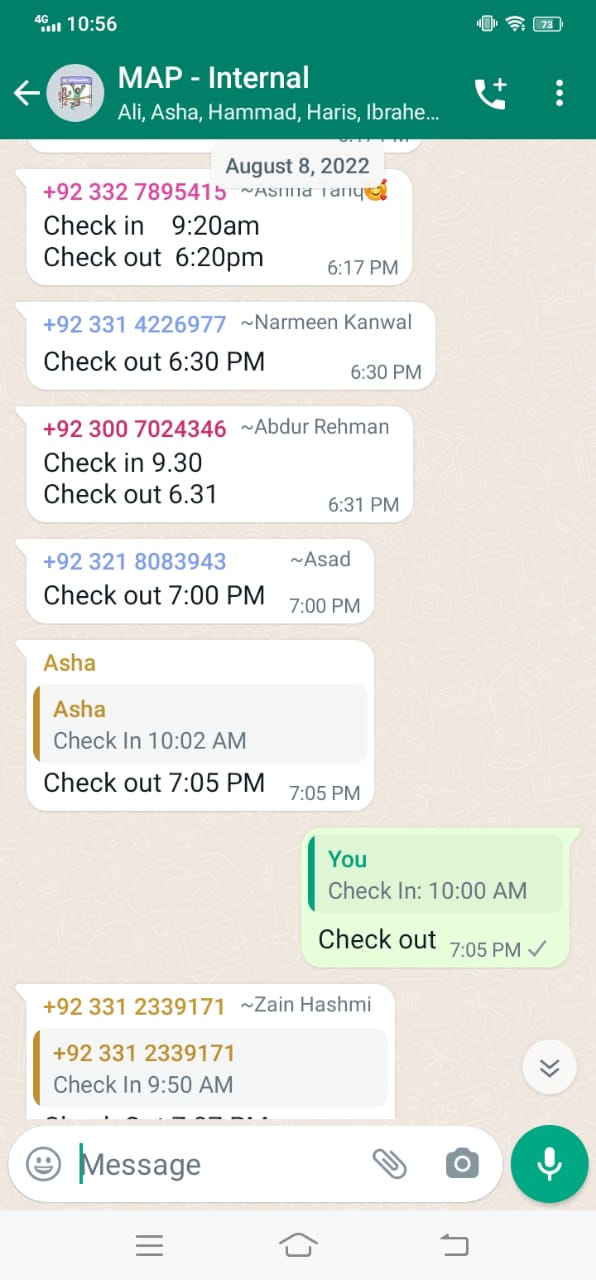 4G 10:56
73
MAP - Internal
Ali, Asha, Hammad, Haris, Ibrahe...
August 8, 2022
+92 332 7895415 ~Ashna Tariq🥰
Check in 9:20am
Check out 6:20pm
6:17 PM
+92 331 4226977 ~Narmeen Kanwal
Check out 6:30 PM
6:30 PM
+92 300 7024346 ~Abdur Rehman
Check in 9.30
Check out 6.31
6:31 PM
+92 321 8083943 ~Asad
Check out 7:00 PM
7:00 PM
Asha
Asha
Check In 10:02 AM
Check out 7:05 PM
7:05 PM
You
Check In: 10:00 AM
Check out
7:05 PM
+92 331 2339171 ~Zain Hashmi
+92 331 2339171
Check In 9:50 AM
Message